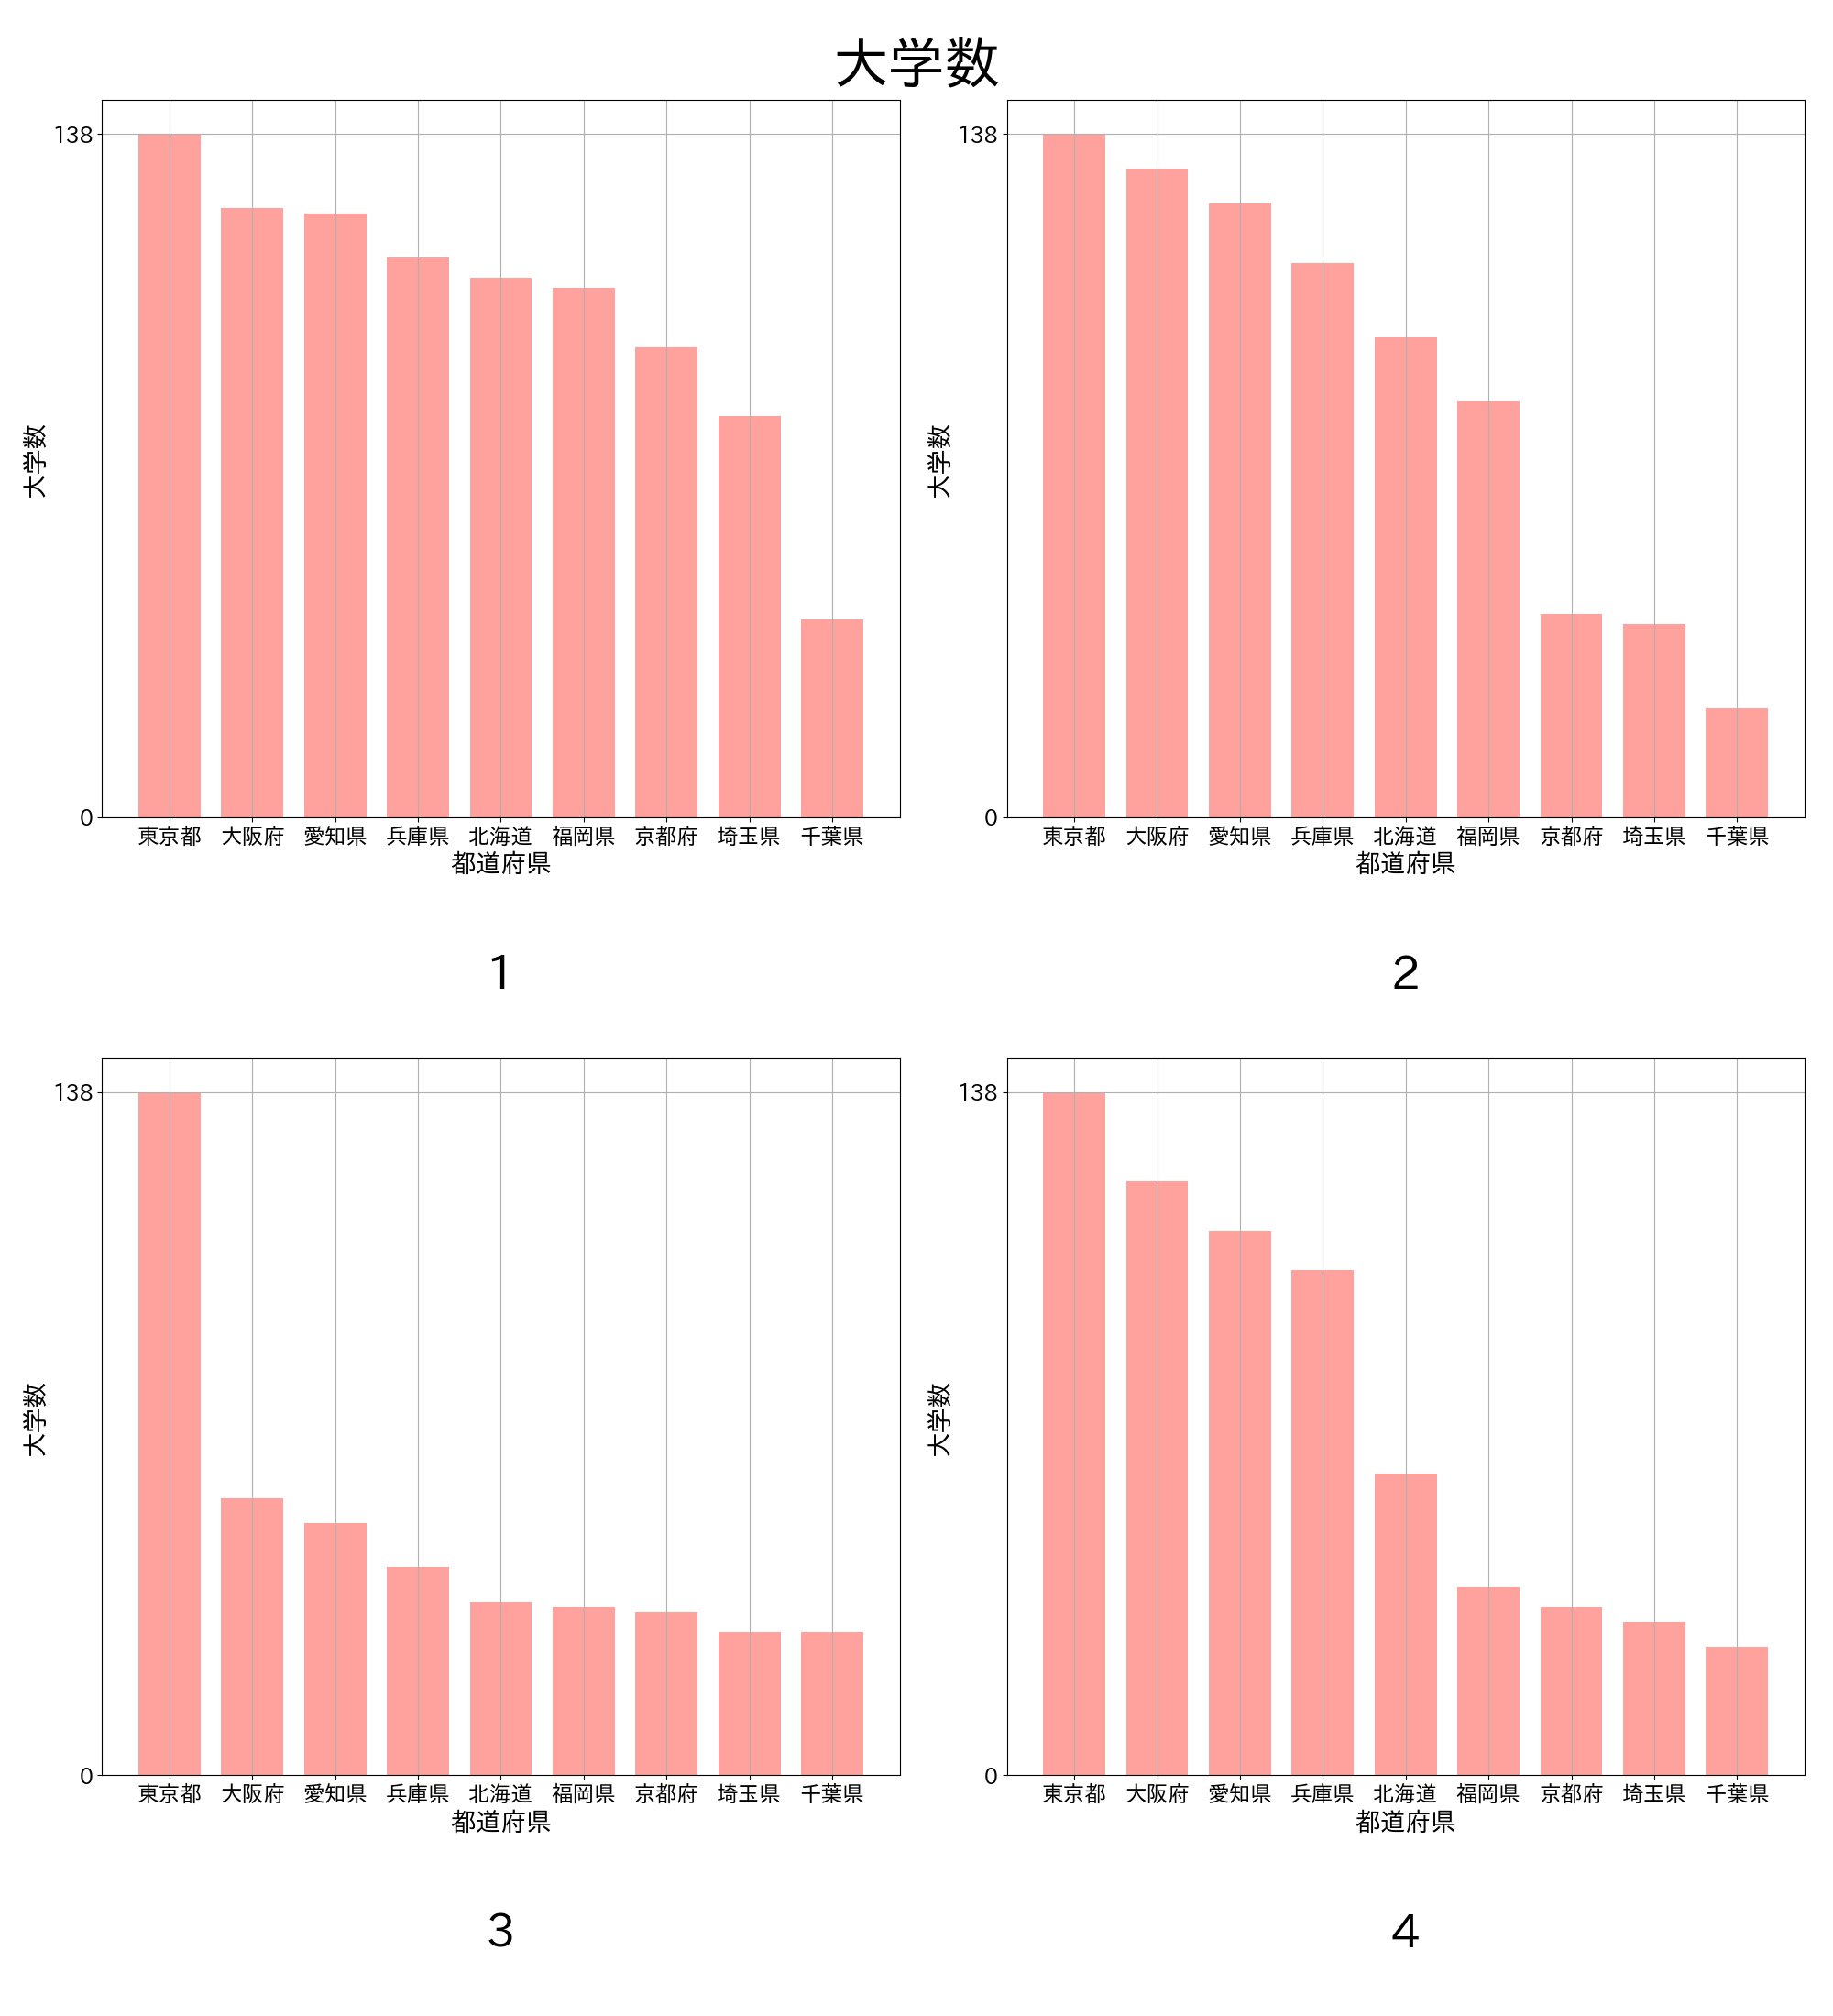 大学数
138
0
大学数
東京都 大阪府 愛知県 兵庫県 北海道 福岡県 京都府 埼玉県 千葉県
都道府県
1
138
0
大学数
東京都 大阪府 愛知県 兵庫県 北海道 福岡県 京都府 埼玉県 千葉県
都道府県
2
138
0
大学数
東京都 大阪府 愛知県 兵庫県 北海道 福岡県 京都府 埼玉県 千葉県
都道府県
3
138
0
大学数
東京都 大阪府 愛知県 兵庫県 北海道 福岡県 京都府 埼玉県 千葉県
都道府県
4